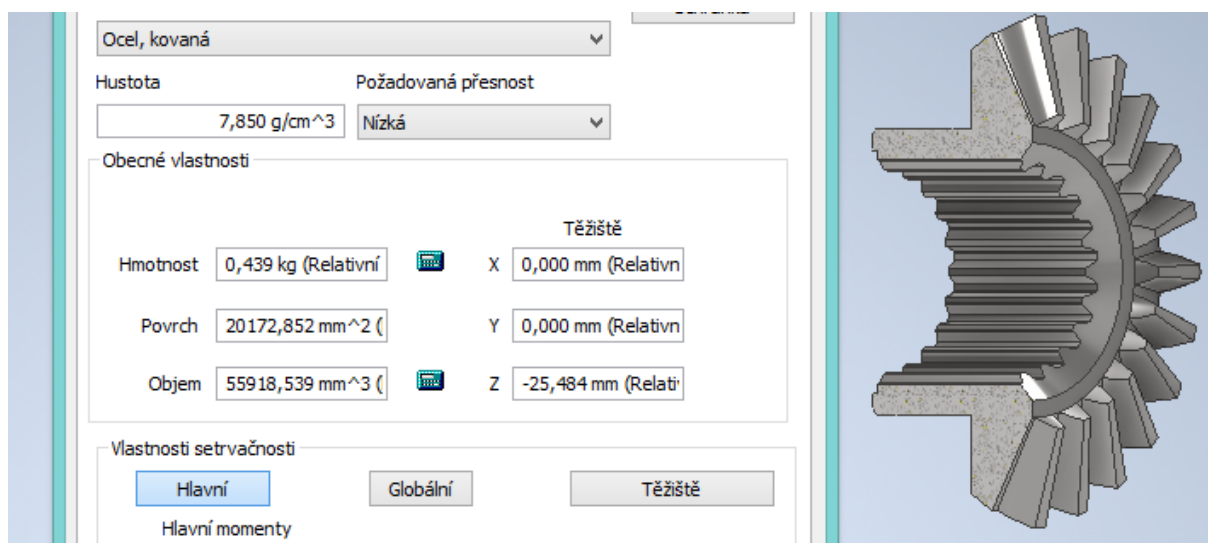 Ocel, kovaná
Hustota Požadovaná přesnost
7,850 g/cm^3 Nízká
Obecné vlastnosti
Těžiště
Hmotnost 0,439 kg (Relativní X 0,000 mm (Relativn
Povrch 20172,852 mm^2 ( Y 0,000 mm (Relativn
Objem 55918,539 mm^3 ( Z -25,484 mm (Relati
Vlastnosti setrvačnosti
Hlavní Globální Těžiště
Hlavní momenty